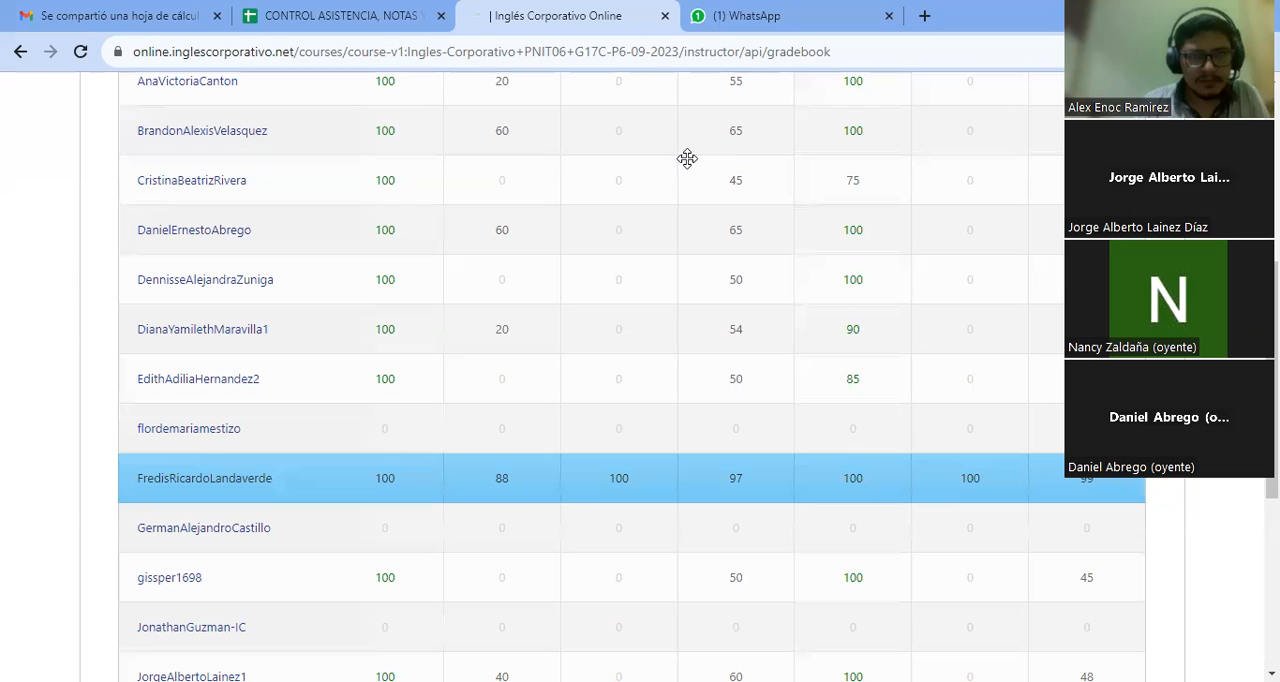 Se compartió una hoja de cálcul
CONTROL ASISTENCIA, NOTAS Y
| Inglés Corporativo Online
(1) WhatsApp
online.inglescorporativo.net/courses/course-v1:Ingles-Corporativo+PNIT06+G17C-P6-09-2023/instructor/api/gradebook
AnaVictoriaCanton 100 20 0 55 100 0
BrandonAlexisVelasquez 100 60 0 65 100 0
CristinaBeatrizRivera 100 0 0 45 75 0
DanielErnestoAbrego 100 60 0 65 100 0
DennisseAlejandraZuniga 100 0 0 50 100 0
DianaYamilethMaravilla1 100 20 0 54 90 0
EdithAdiliaHernandez2 100 0 0 50 85 0
flordemariamestizo 0 0 0 0 0 0
FredisRicardoLandaverde 100 88 100 97 100 100 99
GermanAlejandroCastillo 0 0 0 0 0 0 0
gissper1698 100 0 0 50 100 0 45
JonathanGuzman-IC 0 0 0 0 0 0 0
JorgeAlbertoLainez1 100 40 0 60 100 0 48
Alex Enoc Ramirez
Jorge Alberto Lai...
Jorge Alberto Lainez Díaz
N
Nancy Zaldaña (oyente)
Daniel Abrego (o...
Daniel Abrego (oyente)